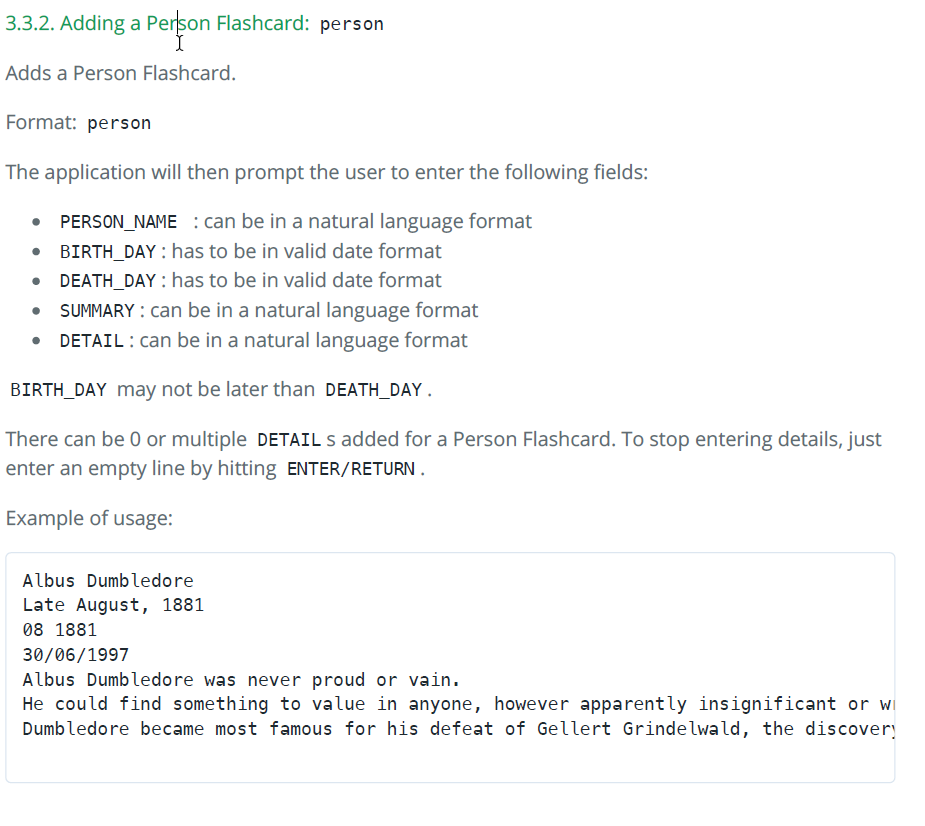 3.3.2. Adding a Person Flashcard: person
Adds a Person Flashcard.
Format: person
The application will then prompt the user to enter the following fields:
PERSON_NAME : can be in a natural language format
BIRTH_DAY : has to be in valid date format
DEATH_DAY : has to be in valid date format
SUMMARY : can be in a natural language format
DETAIL : can be in a natural language format
BIRTH_DAY may not be later than DEATH_DAY .
There can be 0 or multiple DETAIL s added for a Person Flashcard. To stop entering details, just
enter an empty line by hitting ENTER/RETURN .
Example of usage:
Albus Dumbledore
Late August, 1881
08 1881
30/06/1997
Albus Dumbledore was never proud or vain.
He could find something to value in anyone, however apparently insignificant or
Dumbledore became most famous for his defeat of Gellert Grindelwald, the discovery